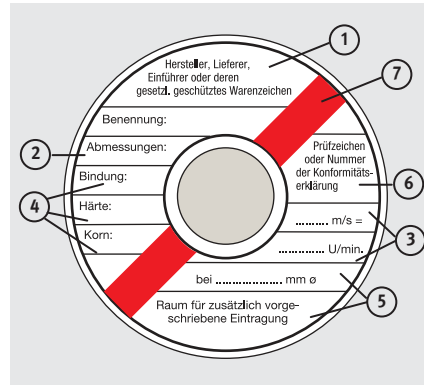 1
Hersteller, Lieferer,
Einführer oder deren
gesetzl. geschütztes Warenzeichen
7
Benennung:
2
Abmessungen:
Prüfzeichen
oder Nummer
der Konformitäts-
erklärung
6
Bindung:
4
Härte:
......... m/s =
Korn:
............ U/min.
3
bei ................ mm ø
5
Raum für zusätzlich vorge-
schriebene Eintragung